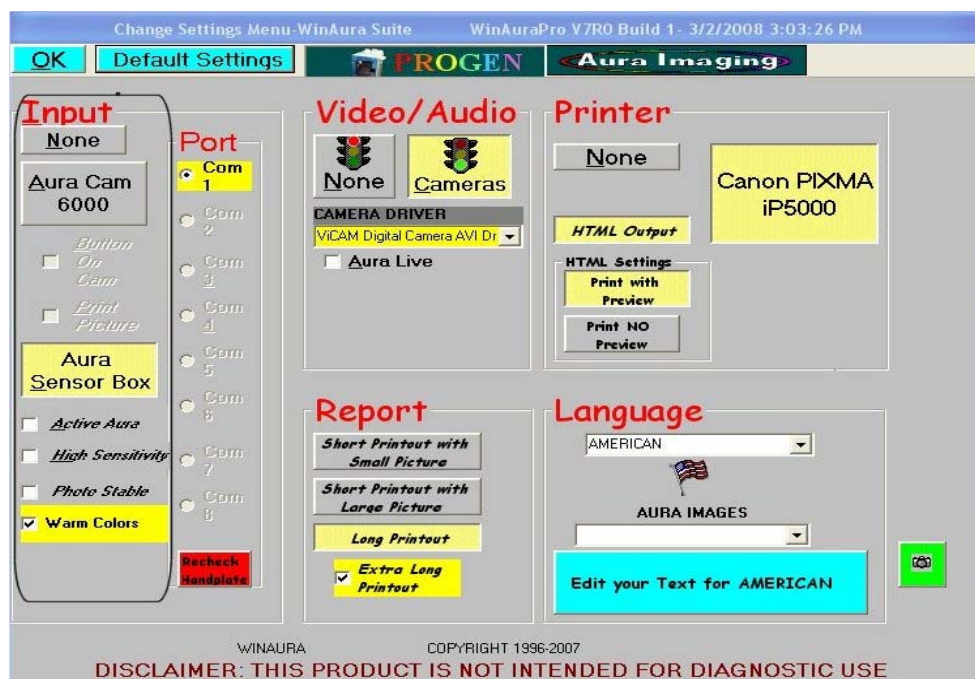 Change Settings Menu-WinAura Suite WinAuraPro V7R0 Build 1- 3/2/2008 3:03:26 PM
OK Default Settings PROGEN Aura Imaging
Input
None
Aura Cam
6000
Button
On
Cam
Print
Picture
Aura
Sensor Box
Active Aura
High Sensitivity
Photo Stable
Warm Colors
Port
Com
1
Com
2
Com
3
Com
4
Com
5
Com
6
Com
7
Com
8
Recheck
Handplate
Video/Audio
None Cameras
CAMERA DRIVER
ViCAM Digital Camera AVI Dr
Aura Live
Printer
None
Canon PIXMA
iP5000
HTML Output
HTML Settings
Print with
Preview
Print NO
Preview
Report
Short Printout with
Small Picture
Short Printout with
Large Picture
Long Printout
Extra Long
Printout
Language
AMERICAN
AURA IMAGES
Edit your Text for AMERICAN
WINAURA COPYRIGHT 1996-2007
DISCLAIMER: THIS PRODUCT IS NOT INTENDED FOR DIAGNOSTIC USE